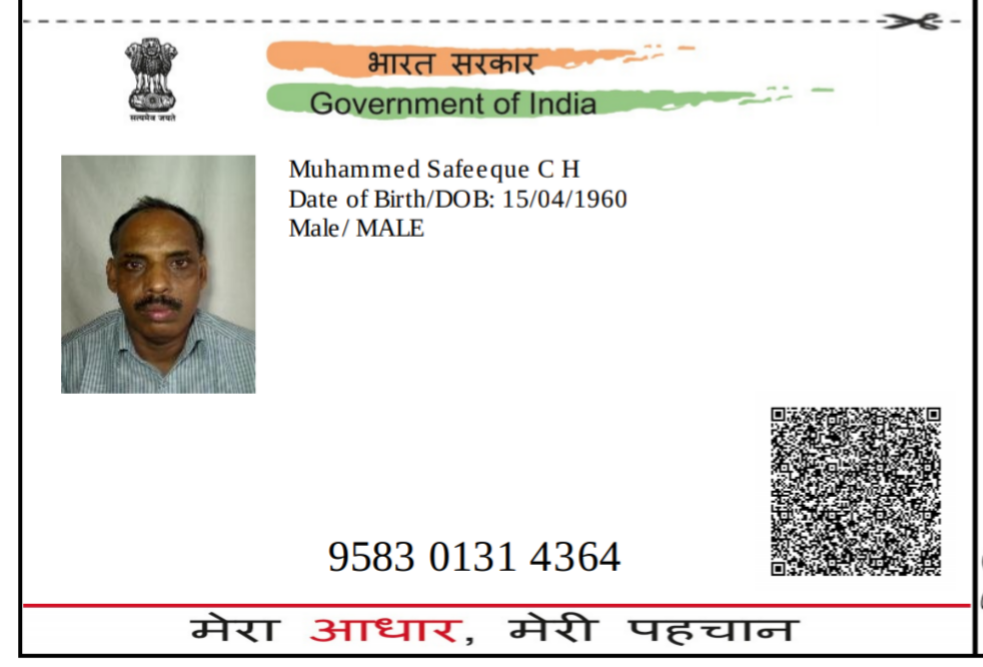 भारत सरकार
Government of India
सत्यमेव जयते
Muhammed Safeeque C H
Date of Birth/DOB: 15/04/1960
Male/ MALE
9583 0131 4364
मेरा आधार, मेरी पहचान